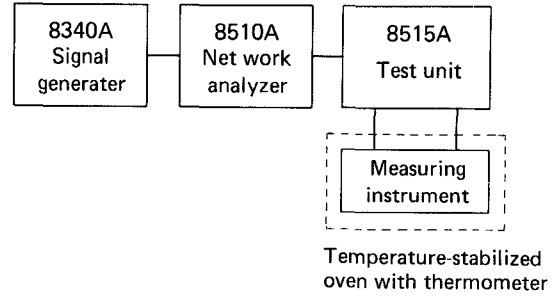 8340A
Signal
generater
8510A
Net work
analyzer
8515A
Test unit
Measuring
instrument
Temperature-stabilized
oven with thermometer